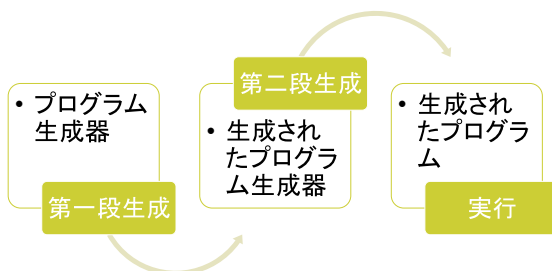 • プログラム
生成器
第一段生成
第二段生成
• 生成され
たプログラ
ム生成器
• 生成され
たプログラ
ム
実行